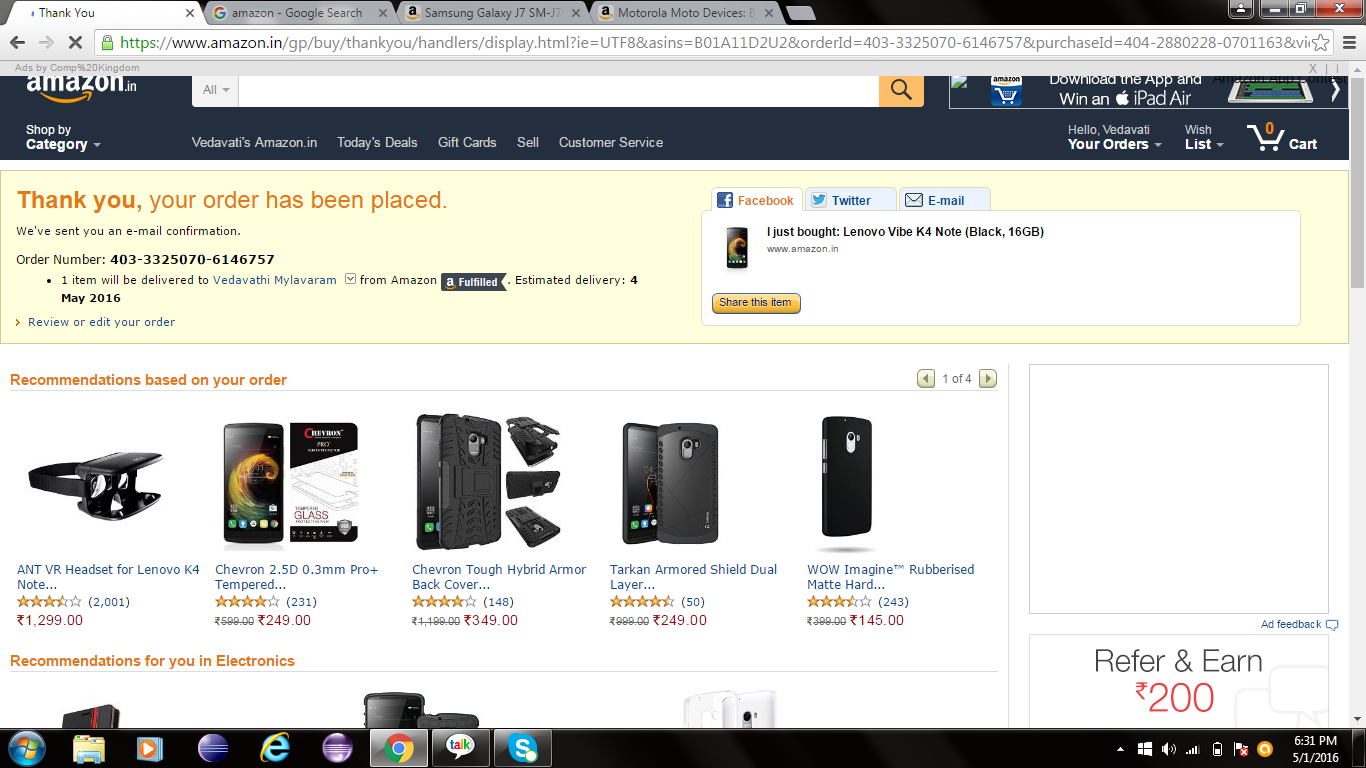 Thank You
amazon - Google Search
Samsung Galaxy J7 SM-J7
Motorola Moto Devices: B
https://www.amazon.in/gp/buy/thankyou/handlers/display.html?ie=UTF8&asins=B01A11D2U2&orderId=403-3325070-6146757&purchaseId=404-2880228-0701163&vi
Ads by Comp%20Kingdom
X | i
amazon.in
All
amazon
Download the App and
Win an iPad Air
Shop by
Category
Vedavati's Amazon.in
Today's Deals
Gift Cards
Sell
Customer Service
Hello, Vedavati
Your Orders
Wish
List
0
Cart
Thank you, your order has been placed.
We've sent you an e-mail confirmation.
Order Number: 403-3325070-6146757
• 1 item will be delivered to Vedavathi Mylavaram from Amazon a Fulfilled. Estimated delivery: 4
May 2016
Review or edit your order
Facebook
Twitter
E-mail
I just bought: Lenovo Vibe K4 Note (Black, 16GB)
www.amazon.in
Share this item
Recommendations based on your order
1 of 4
CHEVRON
PRO
TEMPERED
GLASS
ANT VR Headset for Lenovo K4
Note...
(2,001)
₹1,299.00
Chevron 2.5D 0.3mm Pro+
Tempered...
(231)
₹599.00 ₹249.00
Chevron Tough Hybrid Armor
Back Cover...
(148)
₹1,199.00 ₹349.00
Tarkan Armored Shield Dual
Layer...
(50)
₹999.00 ₹249.00
WOW Imagine™ Rubberised
Matte Hard...
(243)
₹399.00 ₹145.00
Ad feedback
Refer & Earn
₹200
Recommendations for you in Electronics
talk
6:31 PM
5/1/2016